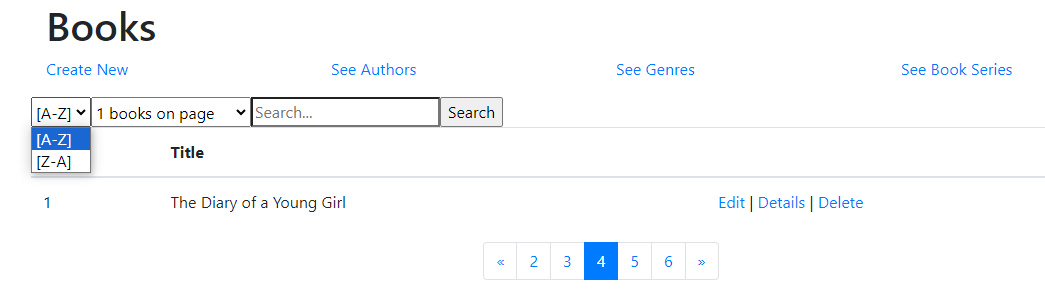 Books
Create New See Authors See Genres See Book Series
[A-Z] 1 books on page Search... Search
[A-Z]
[Z-A]
Title
1 The Diary of a Young Girl Edit | Details | Delete
« 2 3 4 5 6 »